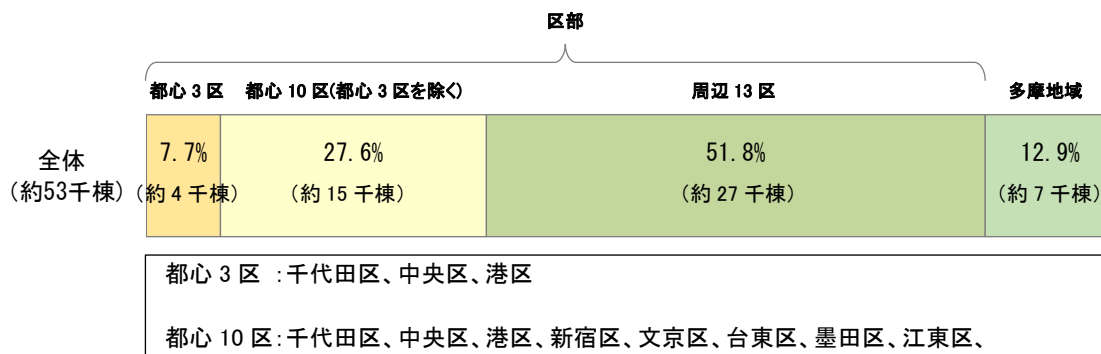 区部
都心 3 区 都心 10 区(都心 3 区を除く) 周辺 13 区 多摩地域
全体
(約53千棟)
7.7% 27.6% 51.8% 12.9%
(約 4 千棟) (約 15 千棟) (約 27 千棟) (約 7 千棟)
都心 3 区 :千代田区、中央区、港区
都心 10 区:千代田区、中央区、港区、新宿区、文京区、台東区、墨田区、江東区、